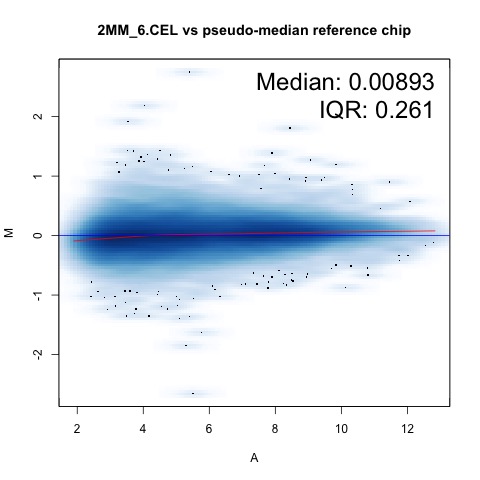 2MM_6.CEL vs pseudo-median reference chip
Median: 0.00893
IQR: 0.261
2
1
0
-1
-2
M
2 4 6 8 10 12
A